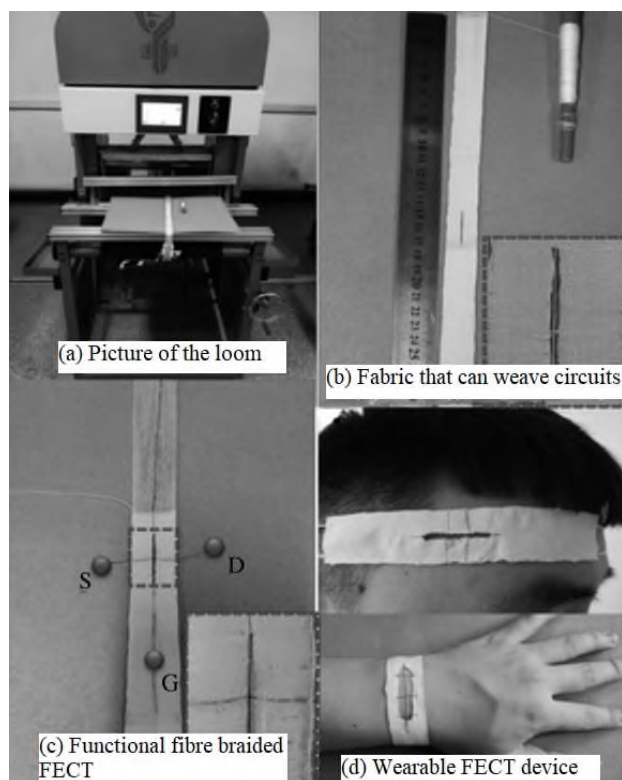 (a) Picture of the loom
(b) Fabric that can weave circuits
S
D
G
(c) Functional fibre braided
FECT
(d) Wearable FECT device